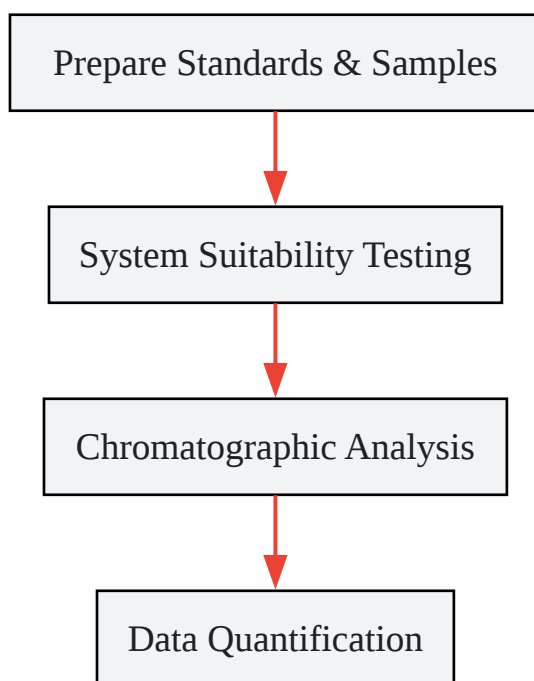 Prepare Standards & Samples
System Suitability Testing
Chromatographic Analysis
Data Quantification